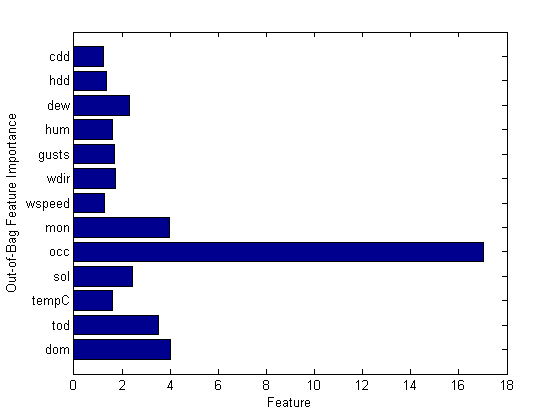 cdd
hdd
dew
hum
gusts
wdir
wspeed
mon
occ
sol
tempC
tod
dom
Out-of-Bag Feature Importance
0 2 4 6 8 10 12 14 16 18
Feature